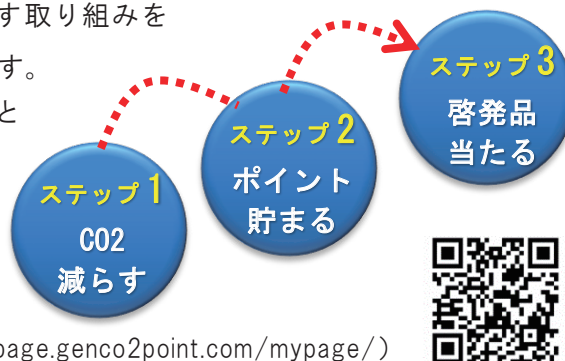 す取り組みを
す。
と
ステップ1
CO2
減らす
ステップ2
ポイント
貯まる
ステップ3
啓発品
当たる
page.genco2point.com/mypage/)